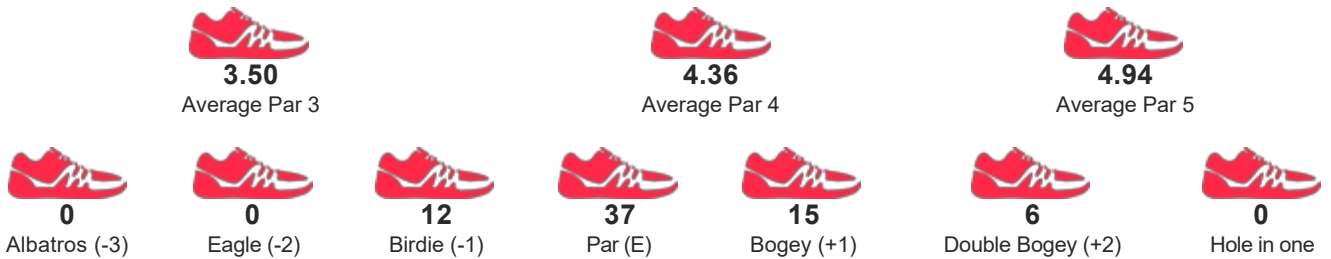 3.50 4.36 4.94
Average Par 3 Average Par 4 Average Par 5
0 0 12 37 15 6 0
Albatros (-3) Eagle (-2) Birdie (-1) Par (E) Bogey (+1) Double Bogey (+2) Hole in one